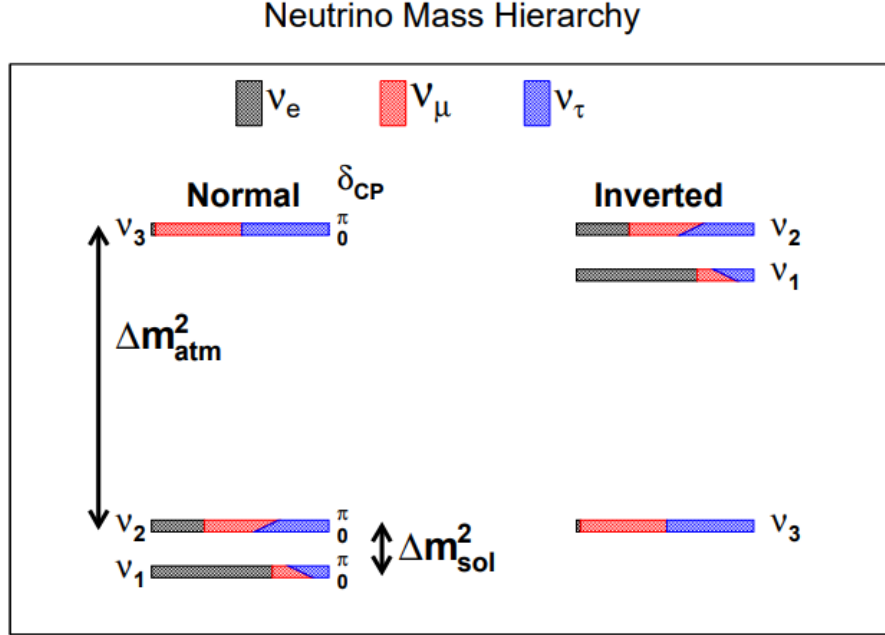 Neutrino Mass Hierarchy
νe νμ ντ
Normal δCP Inverted
ν3 π 0 ν2
ν1
Δm²atm
ν2 π 0 Δm²sol ν3
ν1 π 0